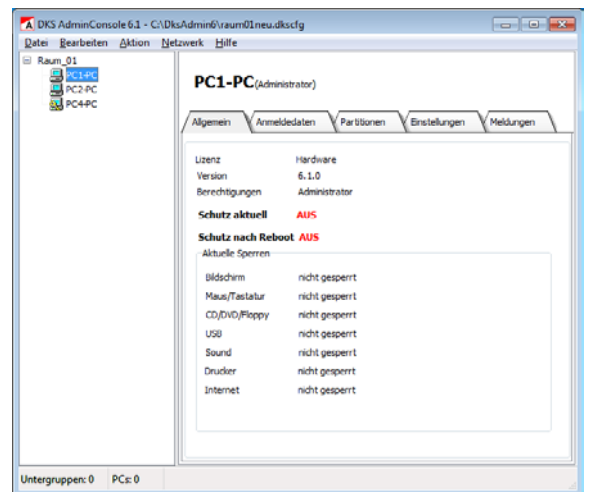 DKS AdminConsole 6.1 - C:\DksAdmin6\raum01neu.dkscfg
Datei Bearbeiten Aktion Netzwerk Hilfe
Raum_01
PC1-PC
PC2-PC
PC4-PC
PC1-PC(Administrator)
Allgemein Anmeldedaten Partitionen Einstellungen Meldungen
Lizenz Hardware
Version 6.1.0
Berechtigungen Administrator
Schutz aktuell AUS
Schutz nach Reboot AUS
Aktuelle Sperren
Bildschirm nicht gesperrt
Maus/Tastatur nicht gesperrt
CD/DVD/Floppy nicht gesperrt
USB nicht gesperrt
Sound nicht gesperrt
Drucker nicht gesperrt
Internet nicht gesperrt
Untergruppen: 0 PCs: 0